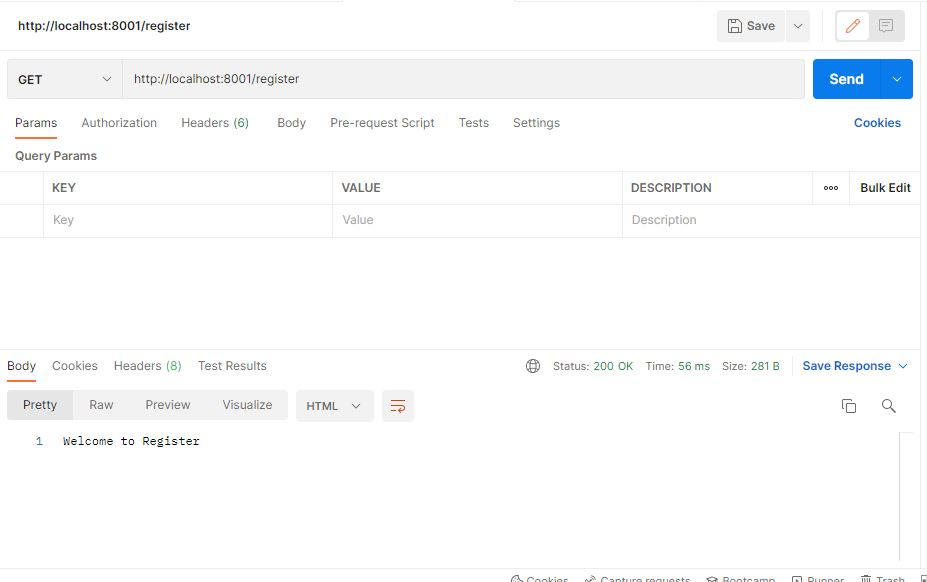 http://localhost:8001/register
Save
GET http://localhost:8001/register Send
Params Authorization Headers (6) Body Pre-request Script Tests Settings Cookies
Query Params
KEY VALUE DESCRIPTION ooo Bulk Edit
Key Value Description
Body Cookies Headers (8) Test Results Status: 200 OK Time: 56 ms Size: 281 B Save Response
Pretty Raw Preview Visualize HTML
1 Welcome to Register
Cookies Capture requests Bootcamp Runner Trash